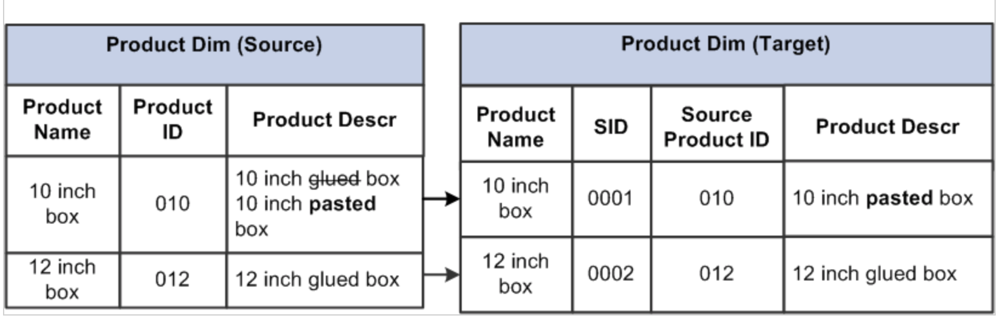 Product Dim (Source)
Product
Name
Product
ID
Product Descr
10 inch
box
010
10 inch glued box
10 inch pasted
box
12 inch
box
012
12 inch glued box
Product Dim (Target)
Product
Name
SID
Source
Product ID
Product Descr
10 inch
box
0001
010
10 inch pasted box
12 inch
box
0002
012
12 inch glued box